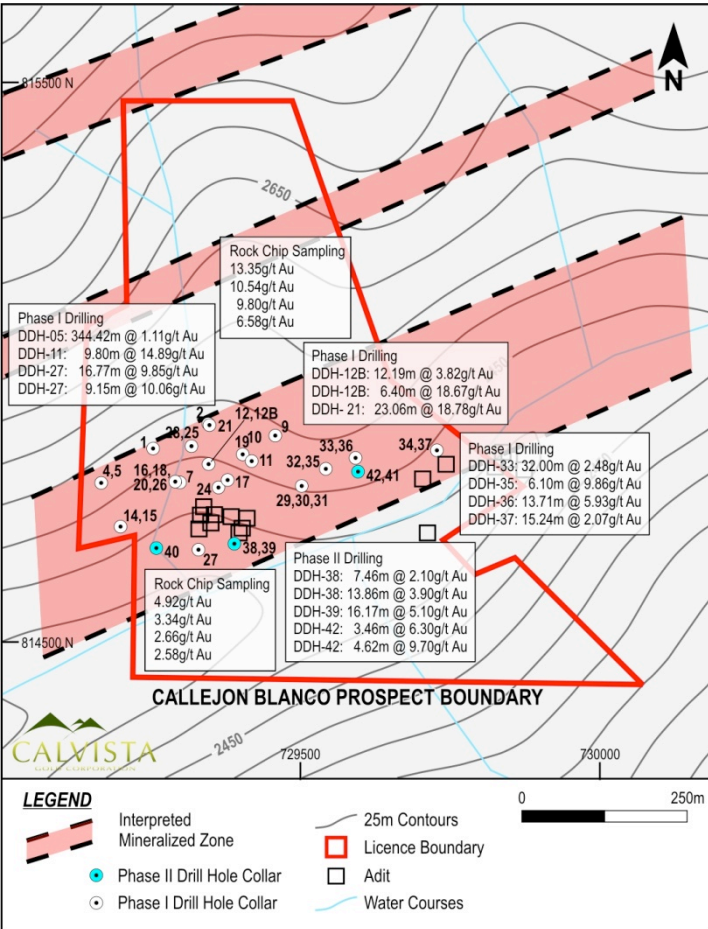 815500 N
N
2650
Rock Chip Sampling
13.35g/t Au
10.54g/t Au
9.80g/t Au
6.58g/t Au
Phase I Drilling
DDH-05: 344.42m @ 1.11g/t Au
DDH-11: 9.80m @ 14.89g/t Au
DDH-27: 16.77m @ 9.85g/t Au
DDH-27: 9.15m @ 10.06g/t Au
Phase I Drilling
DDH-12B: 12.19m @ 3.82g/t Au
DDH-12B: 6.40m @ 18.67g/t Au
DDH- 21: 23.06m @ 18.78g/t Au
2
12,12B
21
9
28,25
1
10
19
11
33,36
34,37
32,35
42,41
4,5
16,18,
20,26
7
24
17
29,30,31
14,15
40
27
38,39
Phase I Drilling
DDH-33: 32.00m @ 2.48g/t Au
DDH-35: 6.10m @ 9.86g/t Au
DDH-36: 13.71m @ 5.93g/t Au
DDH-37: 15.24m @ 2.07g/t Au
Phase II Drilling
DDH-38: 7.46m @ 2.10g/t Au
DDH-38: 13.86m @ 3.90g/t Au
DDH-39: 16.17m @ 5.10g/t Au
DDH-42: 3.46m @ 6.30g/t Au
DDH-42: 4.62m @ 9.70g/t Au
Rock Chip Sampling
4.92g/t Au
3.34g/t Au
2.66g/t Au
2.58g/t Au
814500 N
CALLEJON BLANCO PROSPECT BOUNDARY
CALVISTA
GOLD CORPORATION
2450
729500
730000
LEGEND
Interpreted
Mineralized Zone
Phase II Drill Hole Collar
Phase I Drill Hole Collar
25m Contours
Licence Boundary
Adit
Water Courses
0m
250m